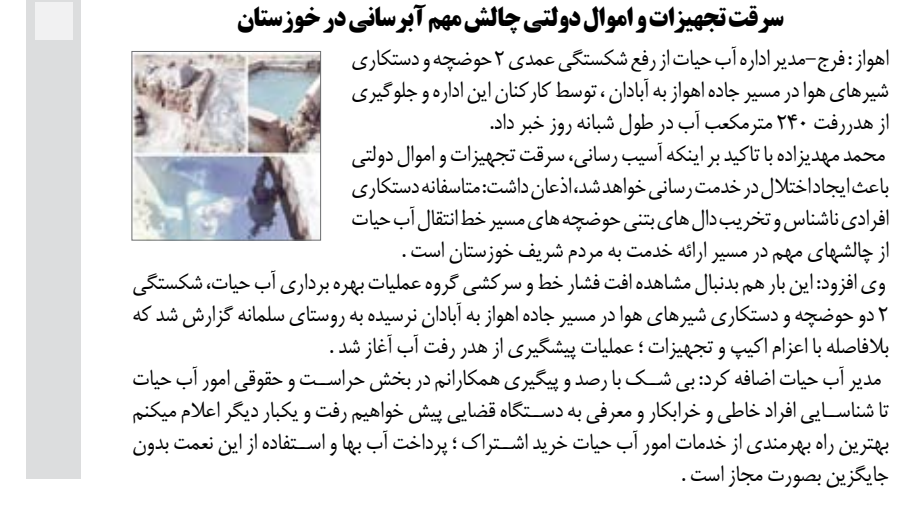 سرقت تجهیزات و اموال دولتی چالش مهم آبرسانی در خوزستان
اهواز : فرج-مدیر اداره آب حیات از رفع شکستگی عمدی ۲ حوضچه و دستکاری
شیرهای هوا در مسیر جاده اهواز به آبادان ، توسط کارکنان این اداره و جلوگیری
از هدررفت ۲۴۰ مترمکعب آب در طول شبانه روز خبر داد.
محمد مهدیزاده با تاکید بر اینکه آسیب رسانی، سرقت تجهیزات و اموال دولتی
باعث ایجاداختلال در خدمت رسانی خواهد شد،اذعان داشت: متاسفانه دستکاری
افرادی ناشناس و تخریب دال های بتنی حوضچه های مسیر خط انتقال آب حیات
از چالشهای مهم در مسیر ارائه خدمت به مردم شریف خوزستان است .
وی افزود: این بار هم بدنبال مشاهده افت فشار خط و سرکشی گروه عملیات بهره برداری آب حیات، شکستگی
۲ دو حوضچه و دستکاری شیرهای هوا در مسیر جاده اهواز به آبادان نرسیده به روستای سلمانه گزارش شد که
بلافاصله با اعزام اکیپ و تجهیزات ؛ عملیات پیشگیری از هدر رفت آب آغاز شد .
مدیر آب حیات اضافه کرد: بی شک با رصد و پیگیری همکارانم در بخش حراست و حقوقی امور آب حیات
تا شناسایی افراد خاطی و خرابکار و معرفی به دستگاه قضایی پیش خواهیم رفت و یکبار دیگر اعلام میکنم
بهترین راه بهرمندی از خدمات امور آب حیات خرید اشتراک ؛ پرداخت آب بها و استفاده از این نعمت بدون
جایگزین بصورت مجاز است .